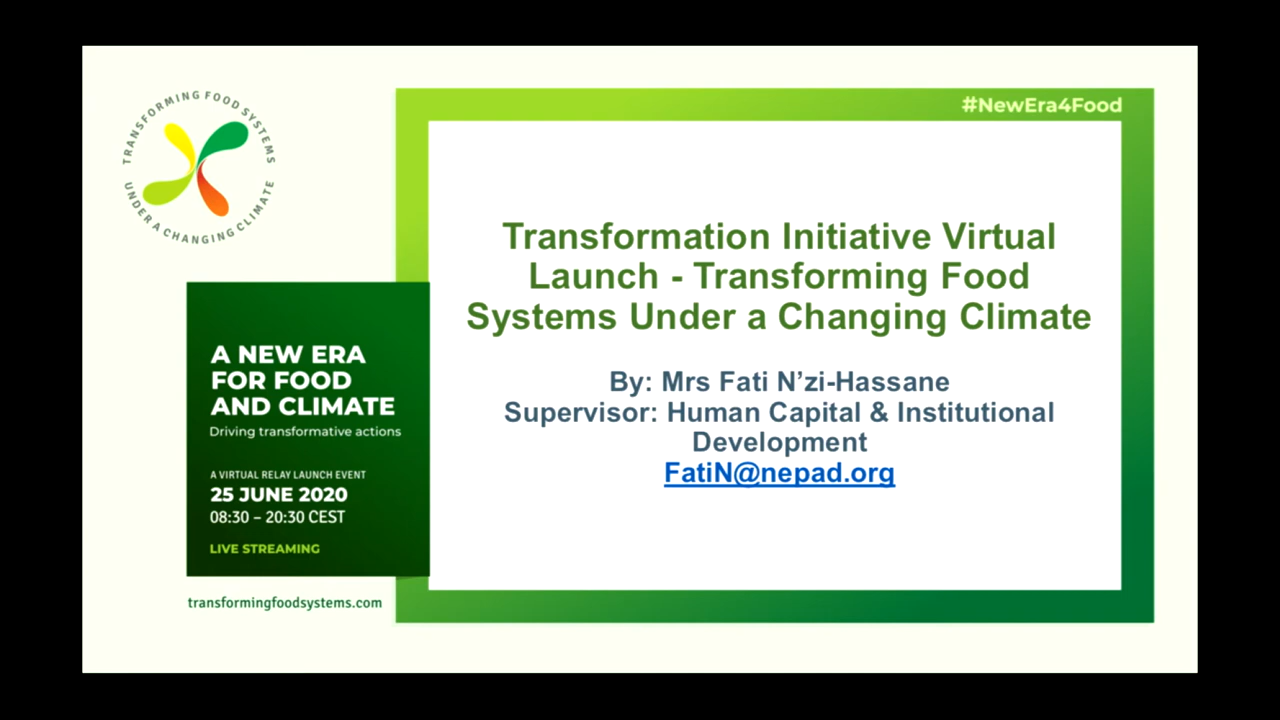 TRANSFORMING FOOD SYSTEMS
UNDER A CHANGING CLIMATE
#NewEra4Food
Transformation Initiative Virtual
Launch - Transforming Food
Systems Under a Changing Climate
By: Mrs Fati N’zi-Hassane
Supervisor: Human Capital & Institutional
Development
FatiN@nepad.org
A NEW ERA
FOR FOOD
AND CLIMATE
Driving transformative actions
A VIRTUAL RELAY LAUNCH EVENT
25 JUNE 2020
08:30 – 20:30 CEST
LIVE STREAMING
transformingfoodsystems.com